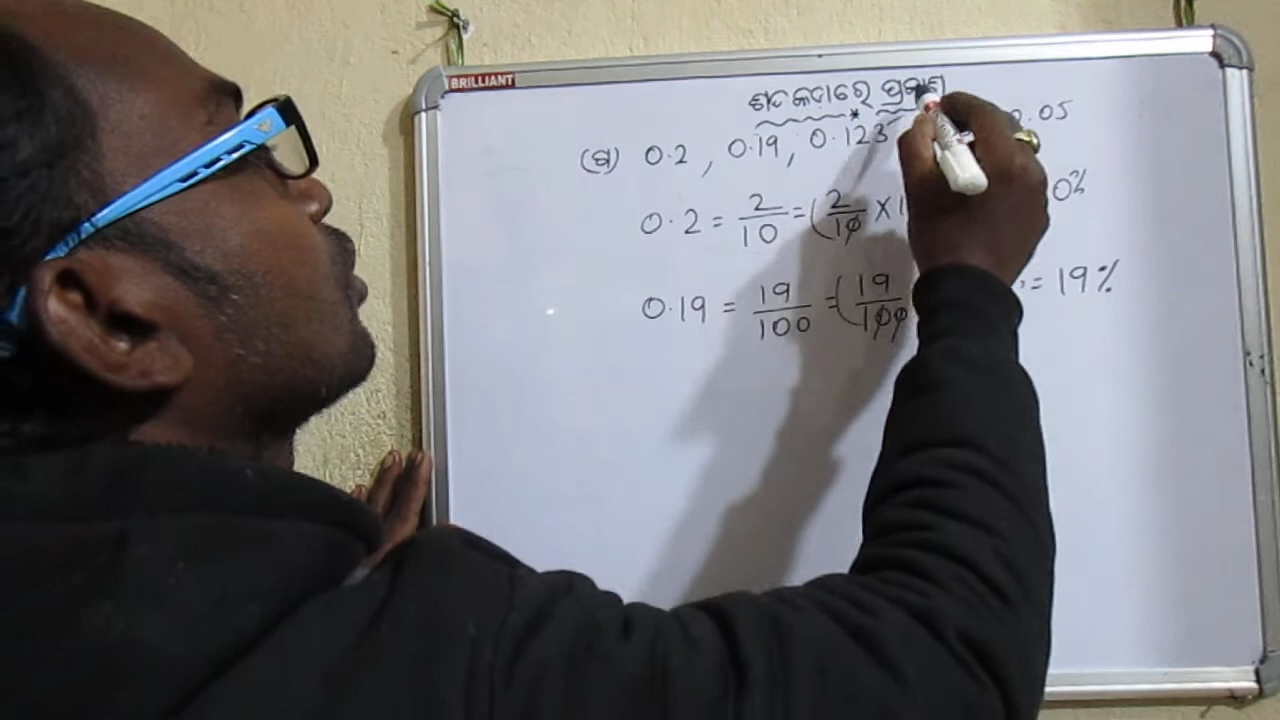 BRILLIANT
ଶତକଡ଼ାରେ ପ୍ରକାଶ
(ଖ) 0.2 , 0.19, 0.123 .05
0.2 = 2/10 = (2/10 × 1 0%
0.19 = 19/100 = (19/100 = 19%